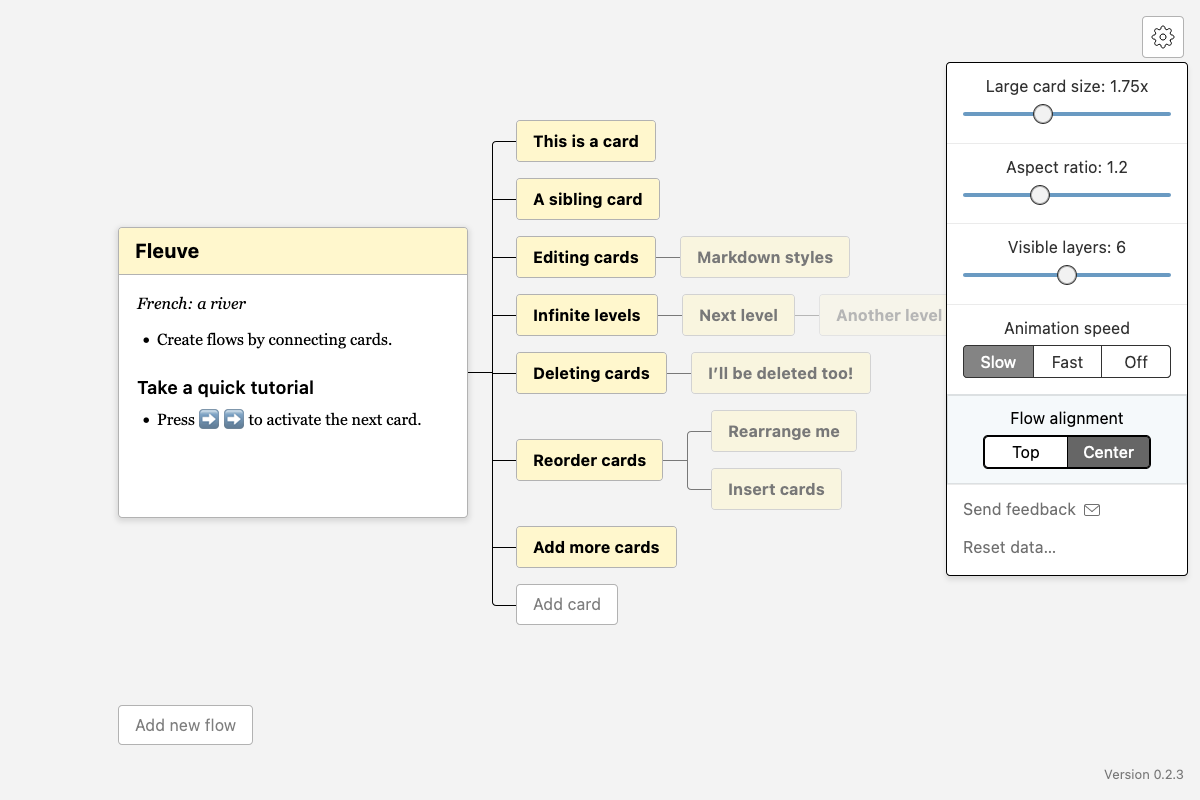 Fleuve
French: a river
• Create flows by connecting cards.
Take a quick tutorial
• Press ➡️ ➡️ to activate the next card.
This is a card
A sibling card
Editing cards
Markdown styles
Infinite levels
Next level
Another level
Deleting cards
I’ll be deleted too!
Reorder cards
Rearrange me
Insert cards
Add more cards
Add card
Add new flow
Large card size: 1.75x
Aspect ratio: 1.2
Visible layers: 6
Animation speed
Slow Fast Off
Flow alignment
Top Center
Send feedback
Reset data...
Version 0.2.3